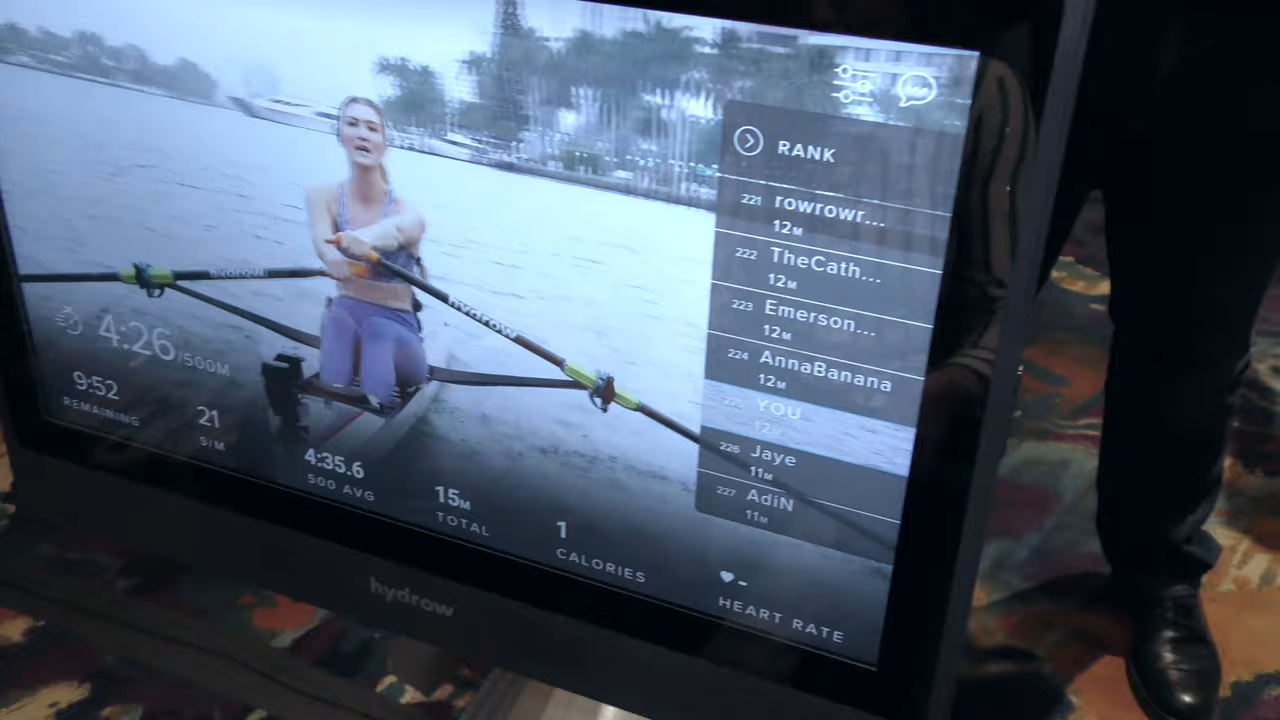 RANK
221 rowrowr...
12M
222 TheCath...
12M
223 Emerson...
12M
224 AnnaBanana
12M
225 YOU
12M
226 Jaye
11M
227 AdiN
11M
hydrow
hydrow
4:26/500M
9:52
REMAINING
21
S/M
4:35.6
500 AVG
15M
TOTAL
1
CALORIES
-
HEART RATE
hydrow